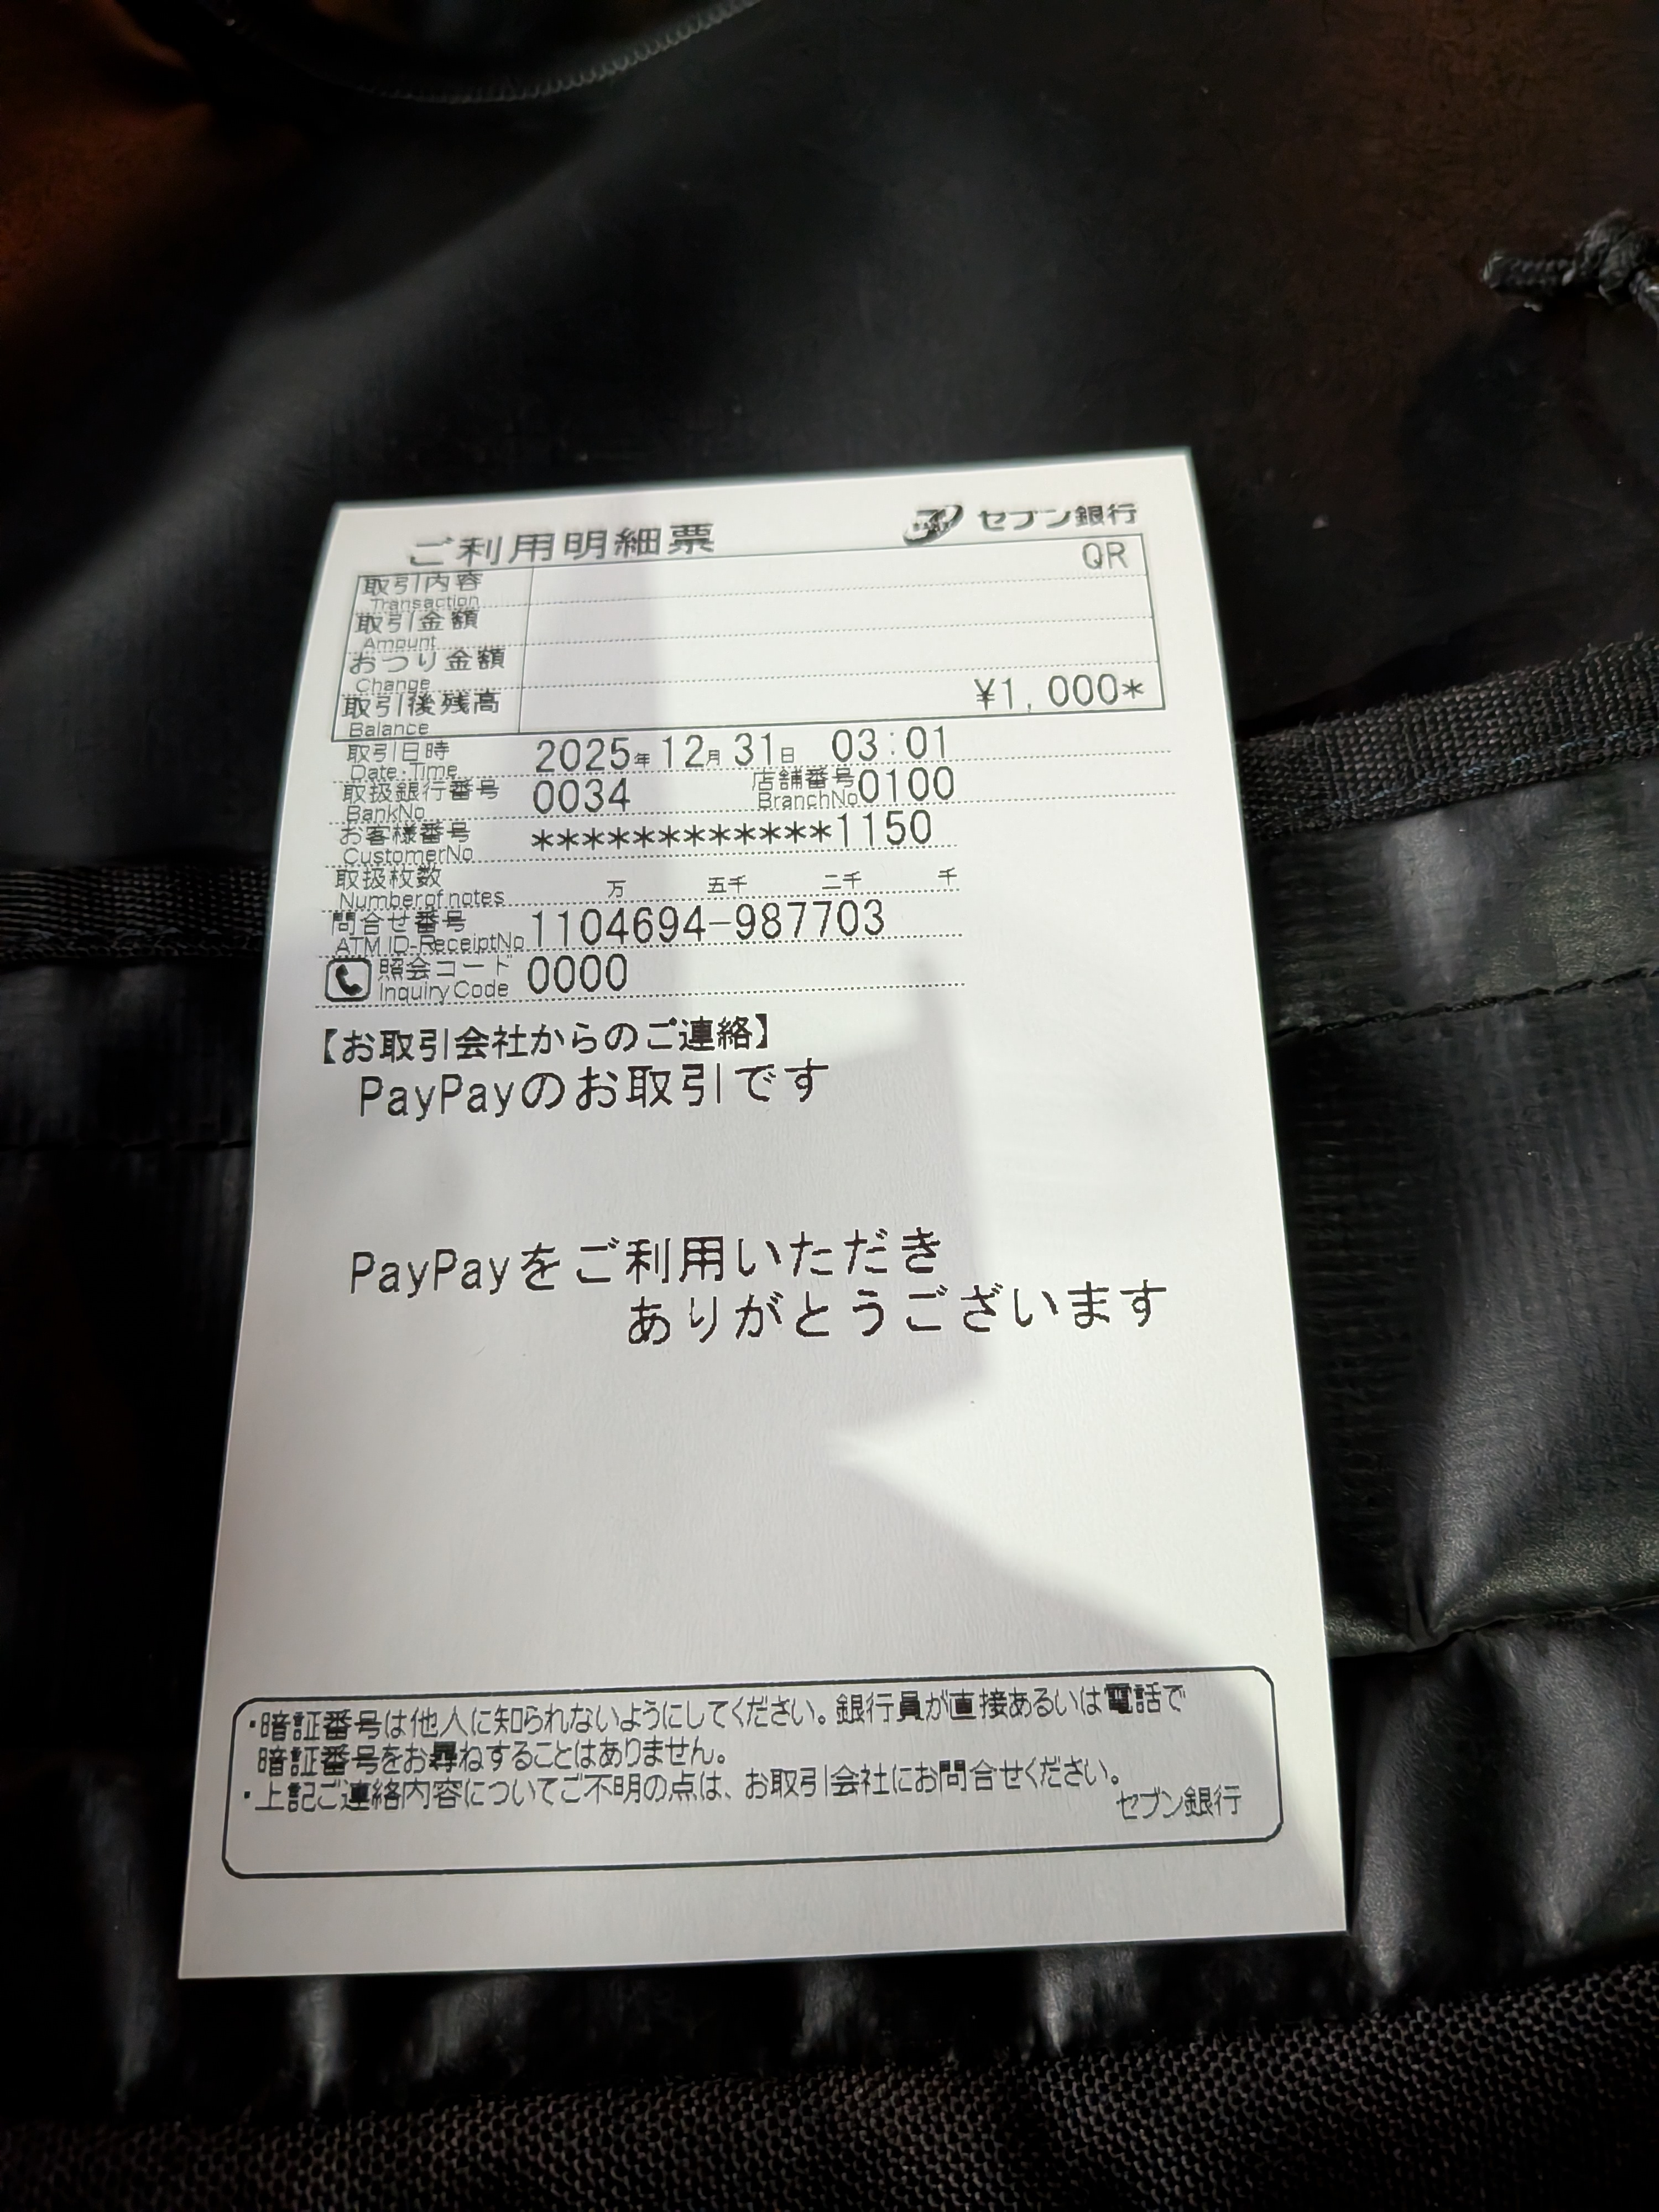 ご利用明細票 セブン銀行
取引内容 QR
Transaction
取引金額
Amount
おつり金額
Change
取引後残高 ¥1,000*
Balance
取引日時 2025年12月31日 03:01
Date・Time
取扱銀行番号 0034 店舗番号 0100
BankNo BranchNo
お客様番号 ************1150
CustomerNo
取扱枚数 万 五千 二千 千
Numberofnotes
問合せ番号 1104694-987703
ATM ID-ReceiptNo
照会コード 0000
Inquiry Code
【お取引会社からのご連絡】
PayPayのお取引です
PayPayをご利用いただき
ありがとうございます
・暗証番号は他人に知られないようにしてください。銀行員が直接あるいは電話で
暗証番号をお尋ねすることはありません。
・上記ご連絡内容についてご不明の点は、お取引会社にお問合せください。
セブン銀行